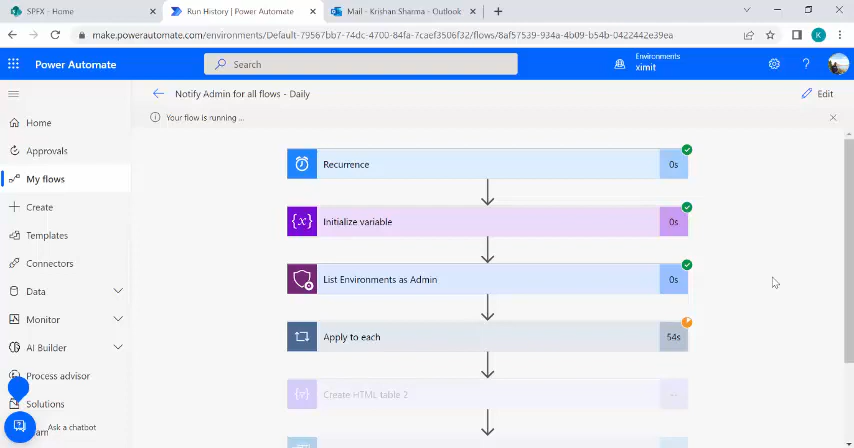 SPFX - Home
Run History | Power Automate
Mail - Krishan Sharma - Outlook
make.powerautomate.com/environments/Default-79567bb7-74dc-4700-84fa-7caef3506f32/flows/8af57539-934a-4b09-b54b-0422442e39ea
K
Power Automate
Search
Environments
ximit
Notify Admin for all flows - Daily
Edit
Your flow is running ...
Home
Approvals
My flows
Create
Templates
Connectors
Data
Monitor
AI Builder
Process advisor
Solutions
Ask a chatbot
Recurrence
0s
Initialize variable
0s
List Environments as Admin
0s
Apply to each
54s
Create HTML table 2
--